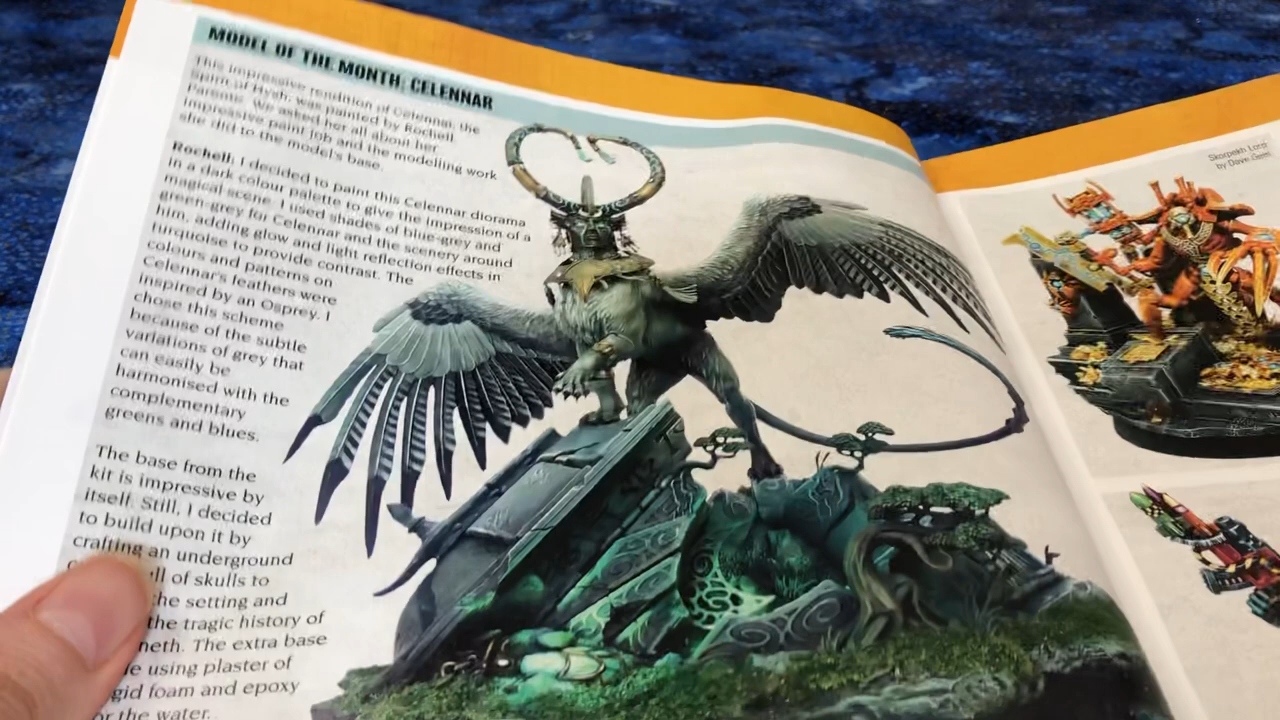 MODEL OF THE MONTH: CELENNAR
This impressive rendition of Celennar, the
Spirit of Hysh, was painted by Rochell
Parente. We asked her all about her
impressive paint job and the modelling work
she did to the model's base.
Rochell: I decided to paint this Celennar diorama
in a dark colour palette to give the impression of a
magical scene. I used shades of blue-grey and
green-grey for Celennar and the scenery around
him, adding glow and light reflection effects in
turquoise to provide contrast. The
colours and patterns on
Celennar's feathers were
inspired by an Osprey. I
chose this scheme
because of the subtle
variations of grey that
can easily be
harmonised with the
complementary
greens and blues.
The base from the
kit is impressive by
itself. Still, I decided
to build upon it by
crafting an underground
ll of skulls to
the setting and
the tragic history of
neth. The extra base
e using plaster of
gid foam and epoxy
or the water.
Skorpekh Lord
by Dave